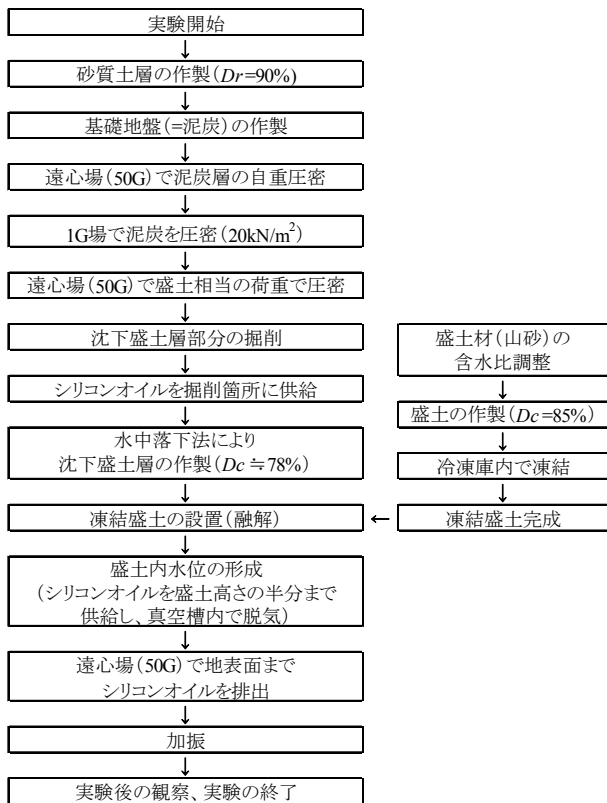 実験開始
↓
砂質土層の作製(Dr=90%)
↓
基礎地盤(=泥炭)の作製
↓
遠心場(50G)で泥炭層の自重圧密
↓
1G場で泥炭を圧密(20kN/m²)
↓
遠心場(50G)で盛土相当の荷重で圧密
↓
沈下盛土層部分の掘削
↓
シリコンオイルを掘削箇所に供給
↓
水中落下法により
沈下盛土層の作製(Dc≒78%)
↓
凍結盛土の設置(融解)
↓
盛土内水位の形成
(シリコンオイルを盛土高さの半分まで
供給し、真空槽内で脱気)
↓
遠心場(50G)で地表面まで
シリコンオイルを排出
↓
加振
↓
実験後の観察、実験の終了
盛土材(山砂)の
含水比調整
↓
盛土の作製(Dc=85%)
↓
冷凍庫内で凍結
↓
← 凍結盛土完成